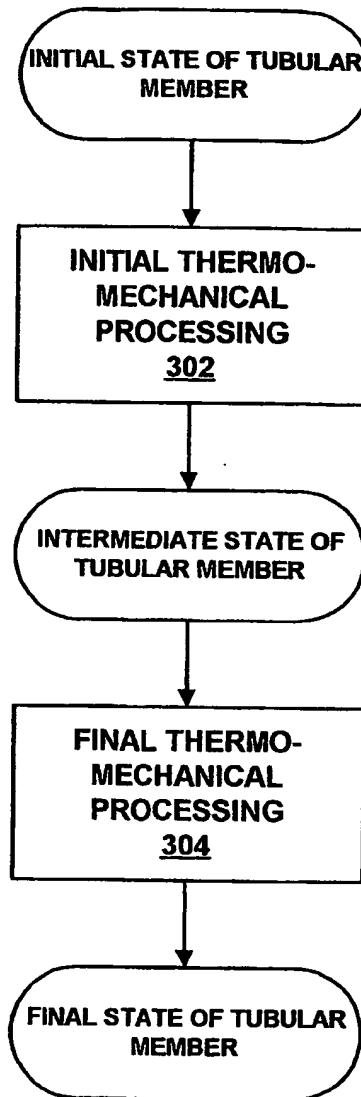 INITIAL STATE OF TUBULAR
MEMBER
INITIAL THERMO-
MECHANICAL
PROCESSING
302
INTERMEDIATE STATE OF
TUBULAR MEMBER
FINAL THERMO-
MECHANICAL
PROCESSING
304
FINAL STATE OF TUBULAR
MEMBER